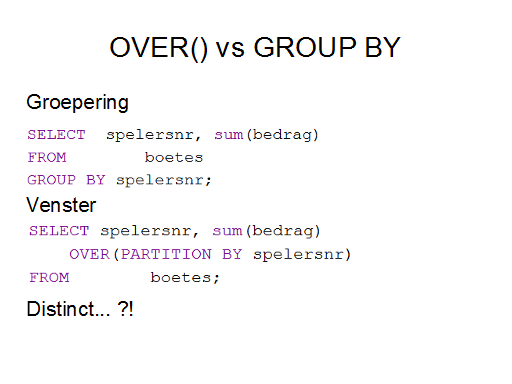 OVER() vs GROUP BY
Groepering
SELECT spelersnr, sum(bedrag)
FROM boetes
GROUP BY spelersnr;
Venster
SELECT spelersnr, sum(bedrag)
OVER(PARTITION BY spelersnr)
FROM boetes;
Distinct... ?!